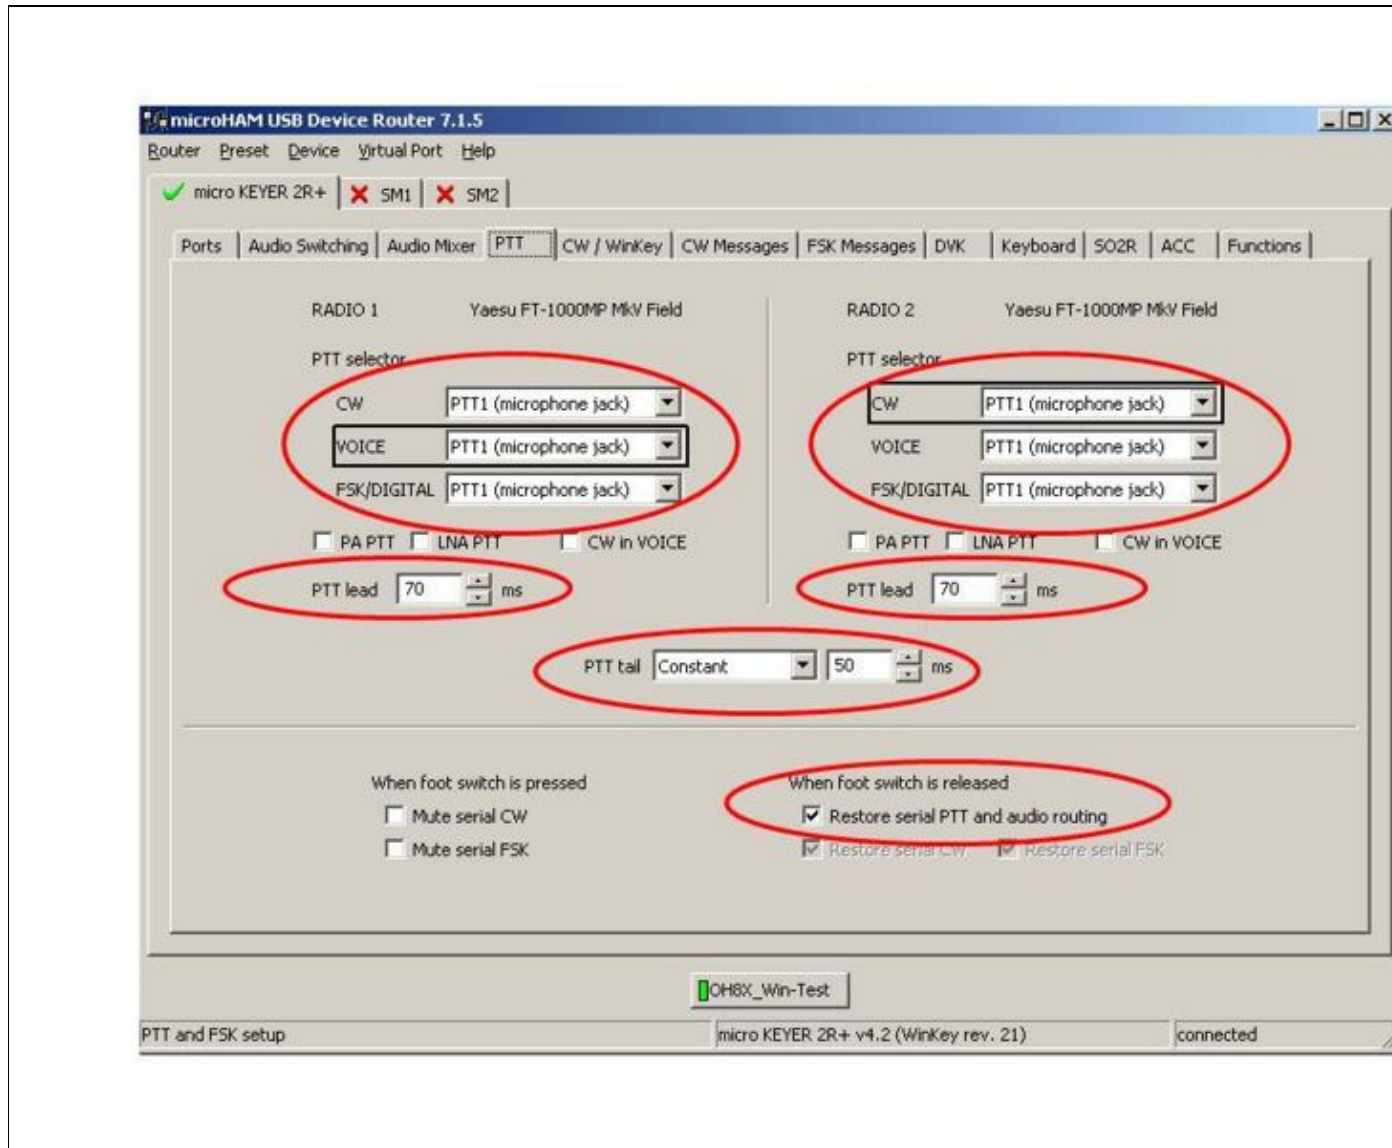 microHAM USB Device Router 7.1.5
Router Preset Device Virtual Port Help
micro KEYER 2R+ SM1 SM2
Ports Audio Switching Audio Mixer PTT CW / WinKey CW Messages FSK Messages DVK Keyboard SO2R ACC Functions
RADIO 1 Yaesu FT-1000MP MkV Field RADIO 2 Yaesu FT-1000MP MkV Field
PTT selector PTT selector
CW PTT1 (microphone jack) CW PTT1 (microphone jack)
VOICE PTT1 (microphone jack) VOICE PTT1 (microphone jack)
FSK/DIGITAL PTT1 (microphone jack) FSK/DIGITAL PTT1 (microphone jack)
PA PTT LNA PTT CW in VOICE PA PTT LNA PTT CW in VOICE
PTT lead 70 ms PTT lead 70 ms
PTT tail Constant 50 ms
When foot switch is pressed When foot switch is released
Mute serial CW Restore serial PTT and audio routing
Mute serial FSK Restore serial CW Restore serial FSK
OH8X_Win-Test
PTT and FSK setup micro KEYER 2R+ v4.2 (WinKey rev. 21) connected